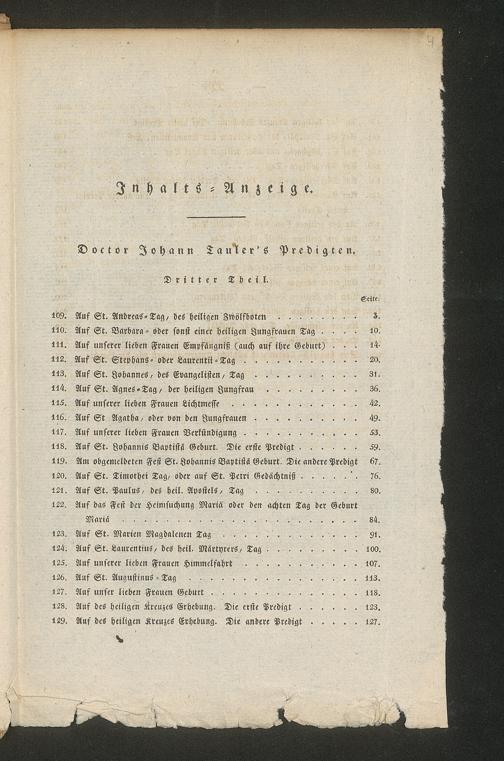 Inhalts-Anzeige.
Doctor Johann Tauler's Predigten.
Dritter Theil.
Seite.
109. Auf St. Andreas-Tag, des heiligen Zwölfboten . . . . . . . . 3.
110. Auf St. Barbara- oder sonst einer heiligen Jungfrauen Tag . . . . 10.
111. Auf unserer lieben Frauen Empfängniß (auch auf ihre Geburt) . . . 14.
112. Auf St. Stephans- oder Laurentii-Tag . . . . . . . . . . 20.
113. Auf St. Johannes, des Evangelisten, Tag . . . . . . . . . 31.
114. Auf St. Agnes-Tag, der heiligen Jungfrau . . . . . . . . 36.
115. Auf unserer lieben Frauen Lichtmesse . . . . . . . . . . 42.
116. Auf St Agatha, oder von den Jungfrauen . . . . . . . . . 49.
117. Auf unserer lieben Frauen Verkündigung . . . . . . . . . 53.
118. Auf St. Johannis Baptistä Geburt. Die erste Predigt . . . . . 59.
119. Am obgemeldten Fest St. Johannis Baptistä Geburt. Die andere Predigt 67.
120. Auf St. Timothei Tag, oder auf St. Petri Gedächtniß . . . . . 76.
121. Auf St. Paulus, des heil. Apostels, Tag . . . . . . . . . 80.
122. Auf das Fest der Heimsuchung Mariä oder den achten Tag der Geburt
Mariä . . . . . . . . . . . . . . . . . . . . 84.
123. Auf St. Marien Magdalenen Tag . . . . . . . . . . . . 91.
124. Auf St. Laurentius, des heil. Märtyrers, Tag . . . . . . . . 100.
125. Auf unserer lieben Frauen Himmelfahrt . . . . . . . . . . 107.
126. Auf St. Augustinus-Tag . . . . . . . . . . . . . . 113.
127. Auf unser lieben Frauen Geburt . . . . . . . . . . . . 118.
128. Auf des heiligen Kreuzes Erhebung. Die erste Predigt . . . . . 123.
129. Auf des heiligen Kreuzes Erhebung. Die andere Predigt . . . . . 127.